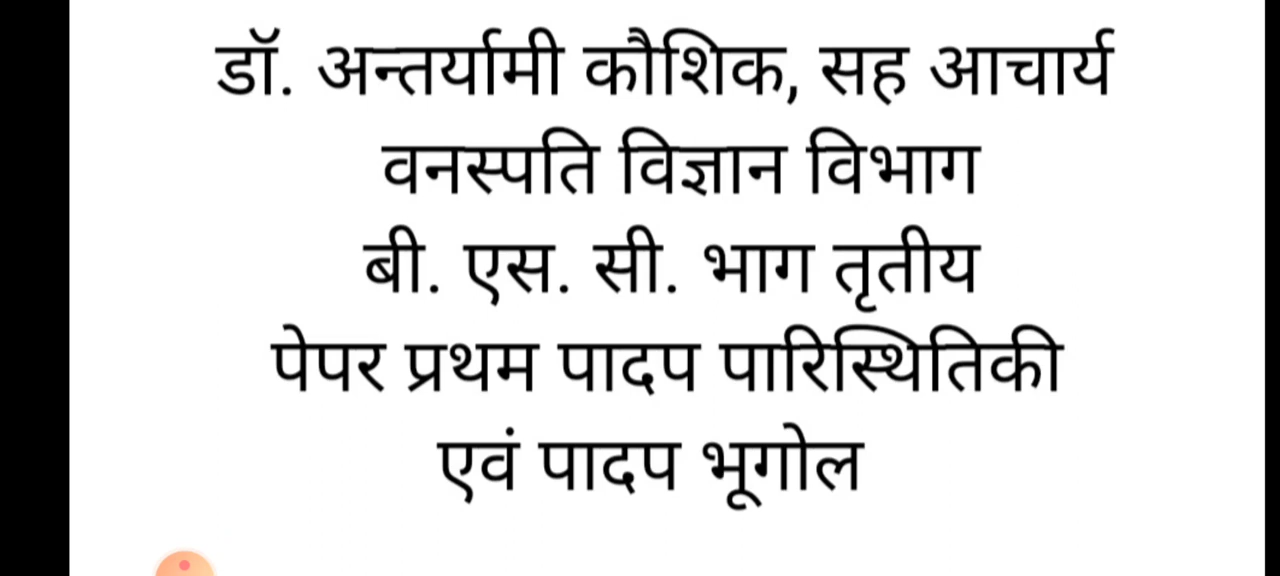 डॉ. अन्तर्यामी कौशिक, सह आचार्य
वनस्पति विज्ञान विभाग
बी. एस. सी. भाग तृतीय
पेपर प्रथम पादप पारिस्थितिकी
एवं पादप भूगोल